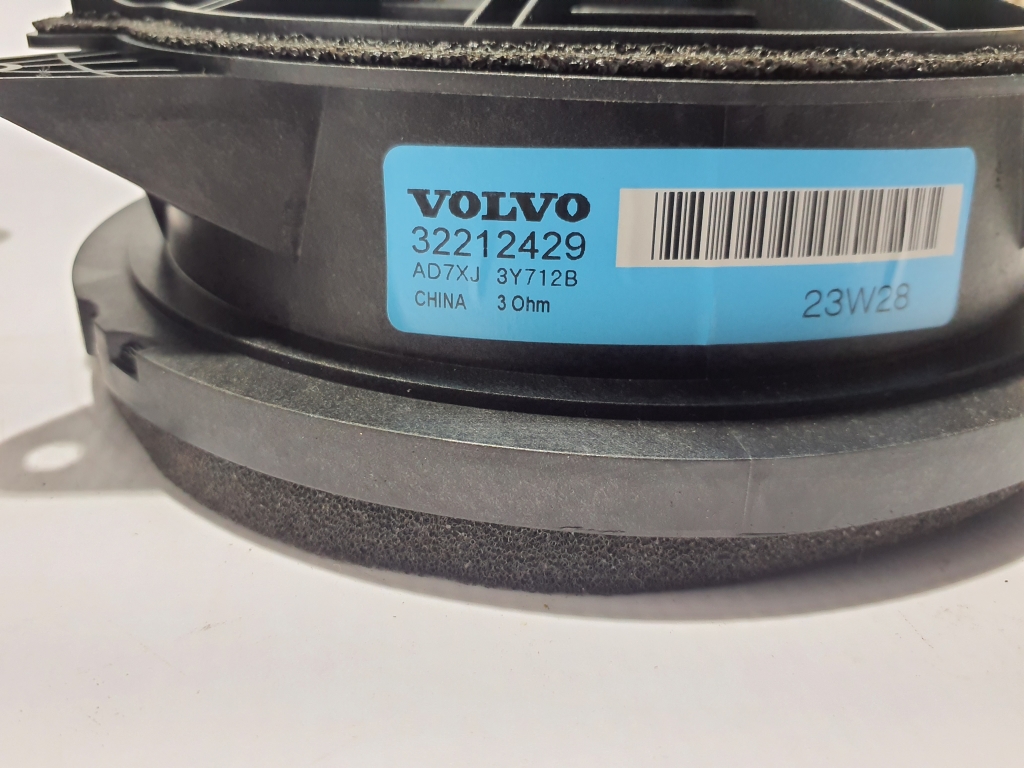 VOLVO
32212429
AD7XJ 3Y712B
CHINA 3 Ohm
23W28